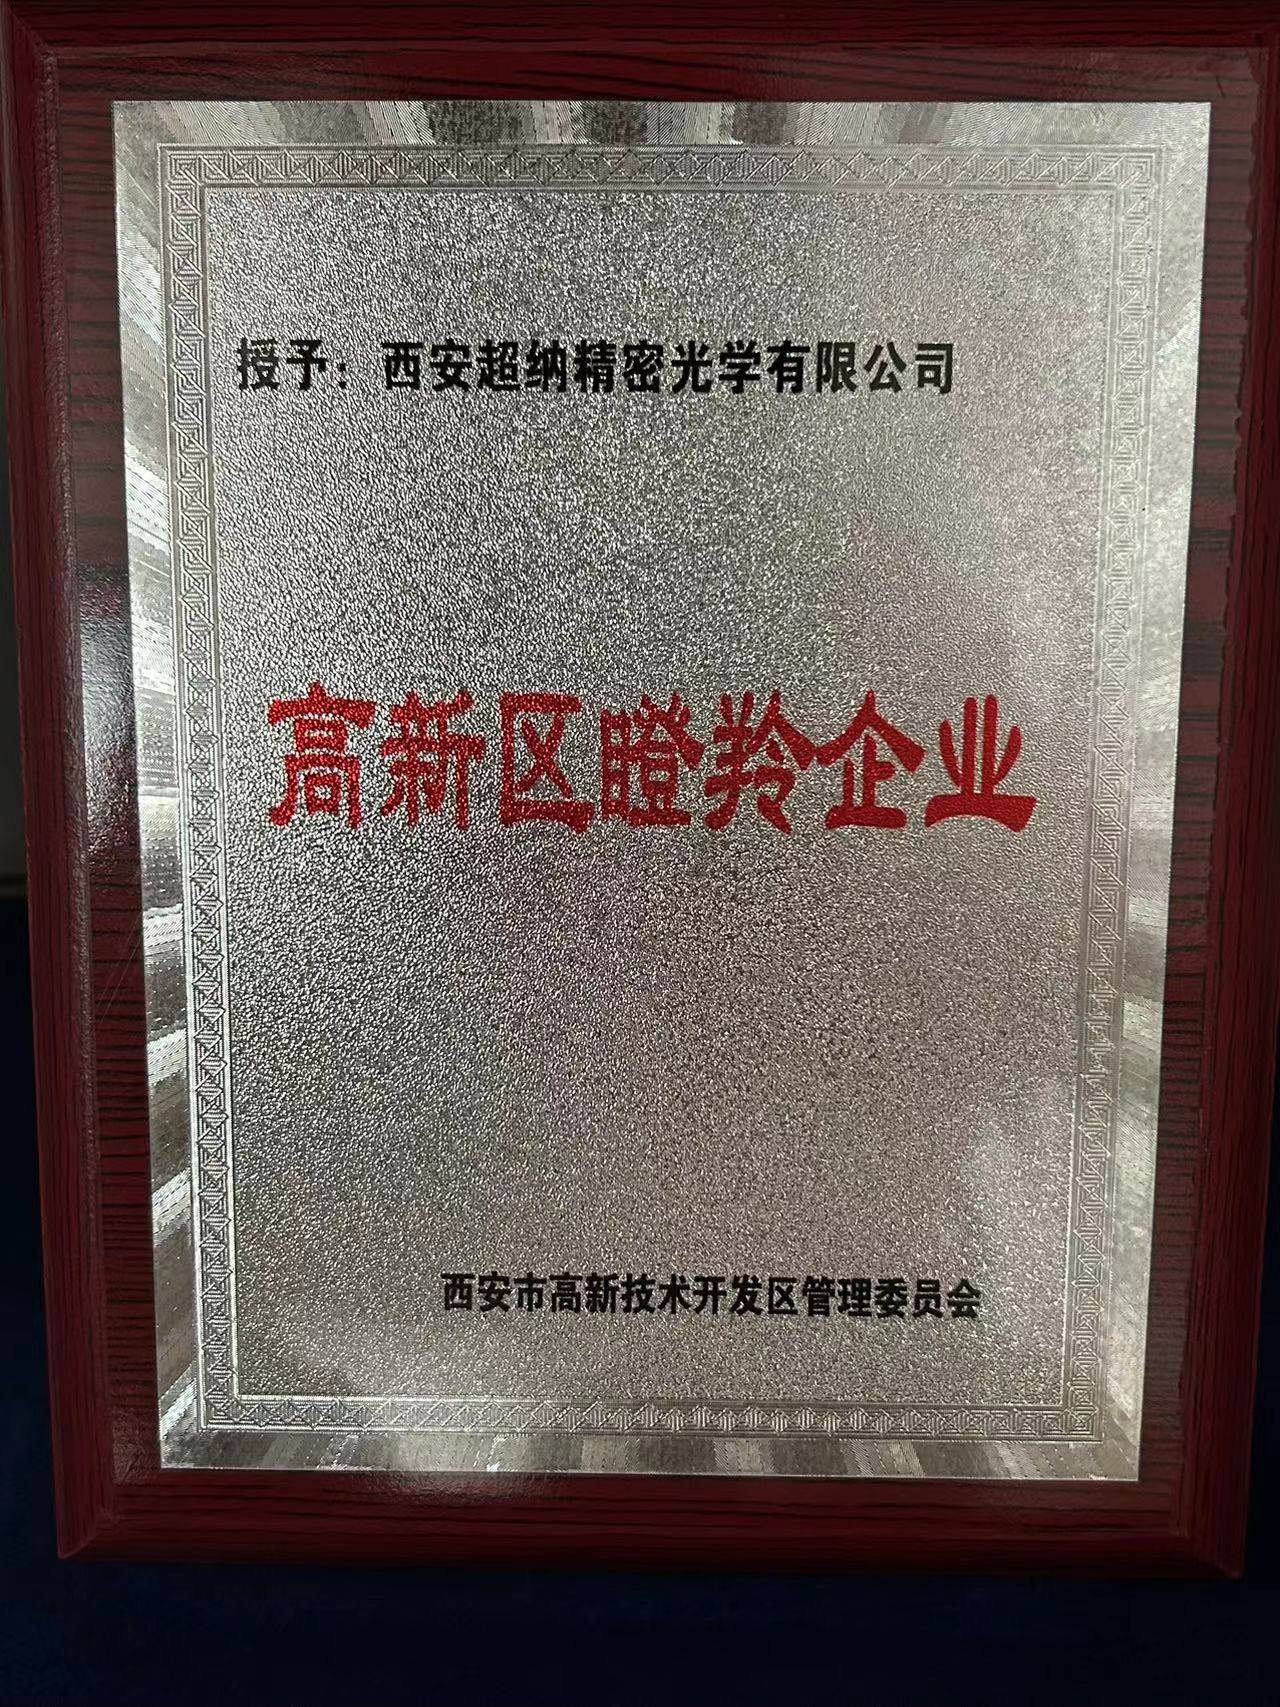 授予：西安超纳精密光学有限公司
高新区瞪羚企业
西安市高新技术开发区管理委员会